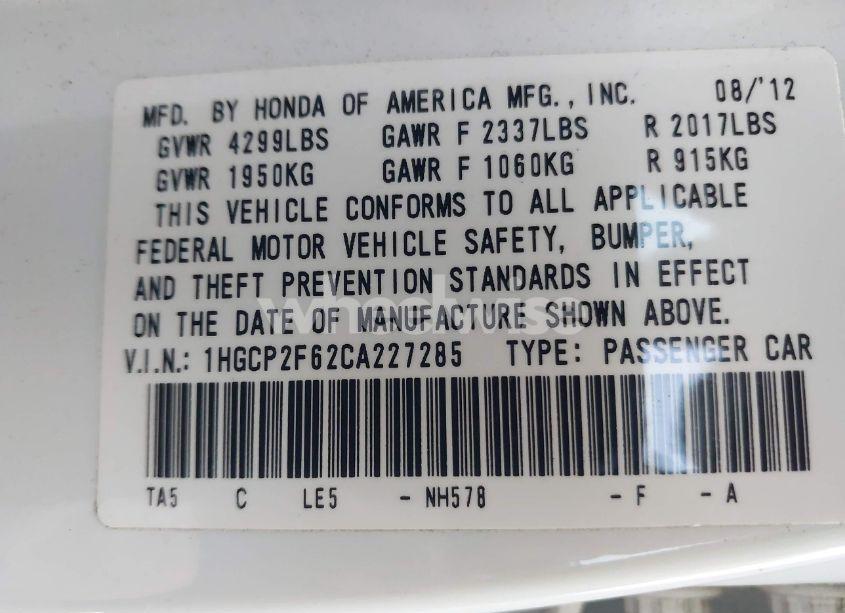 MFD. BY HONDA OF AMERICA MFG., INC. 08/'12
GVWR 4299LBS GAWR F 2337LBS R 2017LBS
GVWR 1950KG GAWR F 1060KG R 915KG
THIS VEHICLE CONFORMS TO ALL APPLICABLE
FEDERAL MOTOR VEHICLE SAFETY, BUMPER,
AND THEFT PREVENTION STANDARDS IN EFFECT
ON THE DATE OF MANUFACTURE SHOWN ABOVE.
V.I.N.: 1HGCP2F62CA227285 TYPE: PASSENGER CAR
TA5 C LE5 - NH578 - F - A